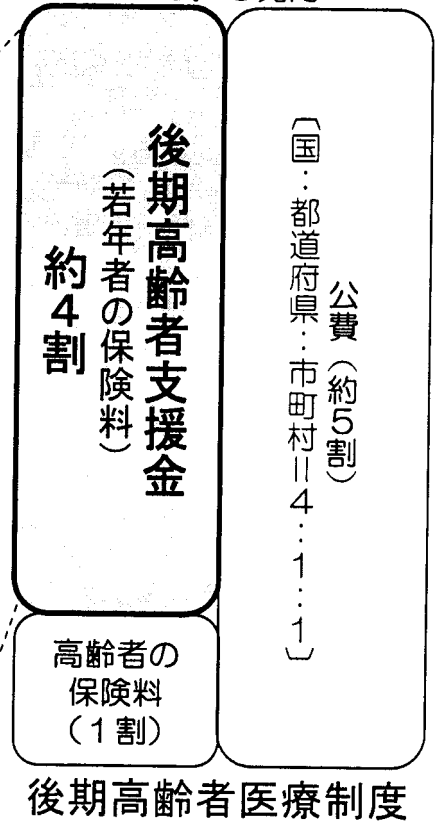 公費(約5割)
〔国:都道府県:市町村=4:1:1〕
後期高齢者支援金
(若年者の保険料)
約4割
高齢者の
保険料
(1割)
後期高齢者医療制度